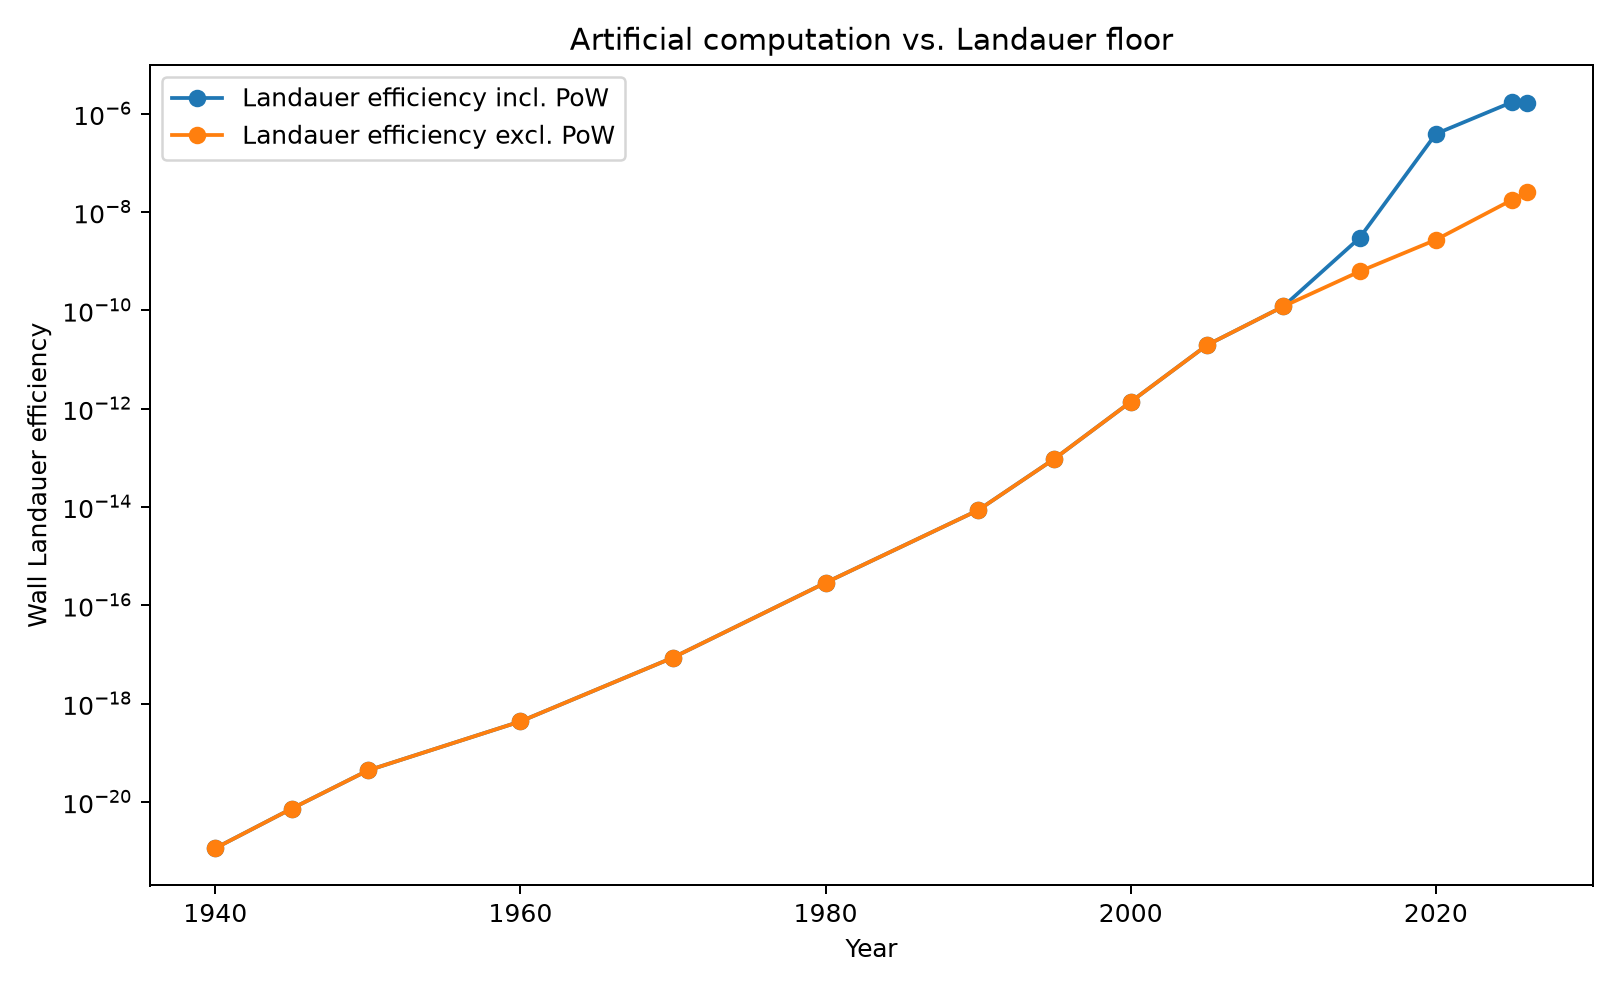 Artificial computation vs. Landauer floor
Landauer efficiency incl. PoW
Landauer efficiency excl. PoW
Wall Landauer efficiency
10⁻⁶
10⁻⁸
10⁻¹⁰
10⁻¹²
10⁻¹⁴
10⁻¹⁶
10⁻¹⁸
10⁻²⁰
1940 1960 1980 2000 2020
Year